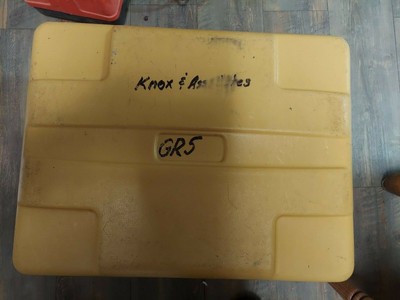 Knox & Associates
GR5